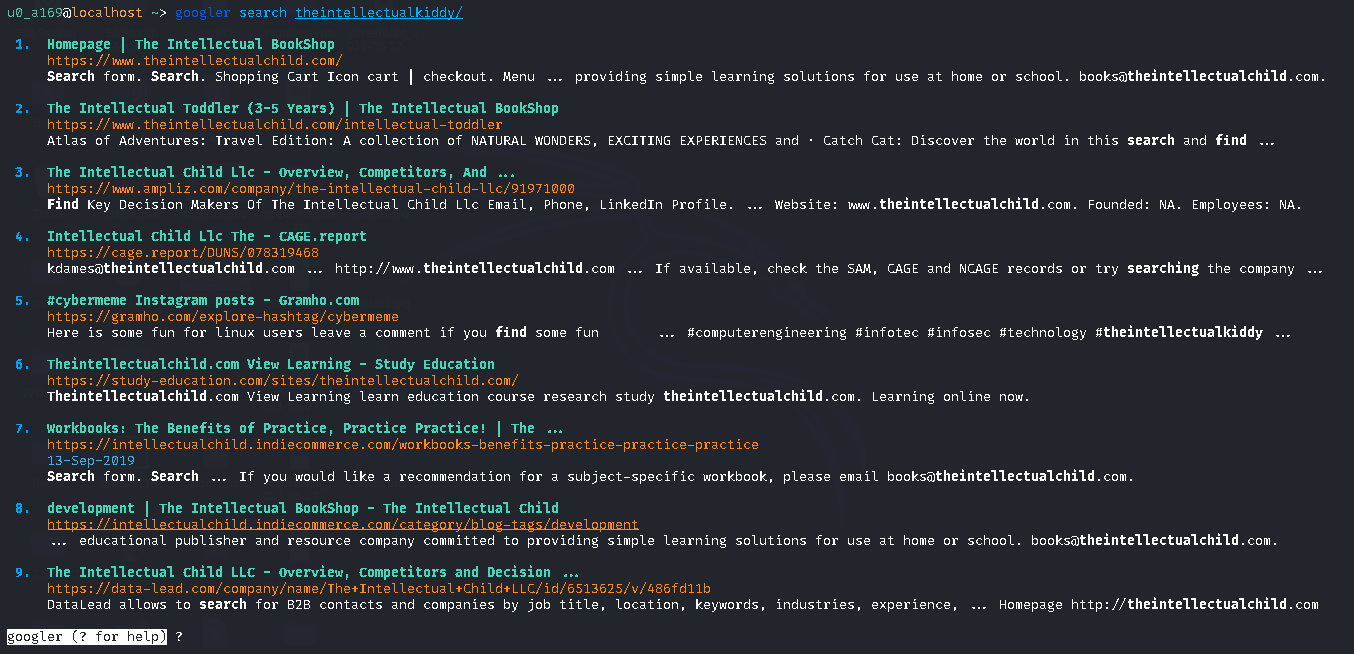 u0_a169@localhost ~> googler search theintellectualkiddy/
1. Homepage | The Intellectual BookShop
https://www.theintellectualchild.com/
Search form. Search. Shopping Cart Icon cart | checkout. Menu ... providing simple learning solutions for use at home or school. books@theintellectualchild.com.
2. The Intellectual Toddler (3-5 Years) | The Intellectual BookShop
https://www.theintellectualchild.com/intellectual-toddler
Atlas of Adventures: Travel Edition: A collection of NATURAL WONDERS, EXCITING EXPERIENCES and · Catch Cat: Discover the world in this search and find ...
3. The Intellectual Child Llc - Overview, Competitors, And ...
https://www.ampliz.com/company/the-intellectual-child-llc/91971000
Find Key Decision Makers Of The Intellectual Child Llc Email, Phone, LinkedIn Profile. ... Website: www.theintellectualchild.com. Founded: NA. Employees: NA.
4. Intellectual Child Llc The - CAGE.report
https://cage.report/DUNS/078319468
kdames@theintellectualchild.com ... http://www.theintellectualchild.com ... If available, check the SAM, CAGE and NCAGE records or try searching the company ...
5. #cybermeme Instagram posts - Gramho.com
https://gramho.com/explore-hashtag/cybermeme
Here is some fun for linux users leave a comment if you find some fun ... #computerengineering #infotec #infosec #technology #theintellectualkiddy ...
6. Theintellectualchild.com View Learning - Study Education
https://study-education.com/sites/theintellectualchild.com/
Theintellectualchild.com View Learning learn education course research study theintellectualchild.com. Learning online now.
7. Workbooks: The Benefits of Practice, Practice Practice! | The ...
https://intellectualchild.indiecommerce.com/workbooks-benefits-practice-practice-practice
13-Sep-2019
Search form. Search ... If you would like a recommendation for a subject-specific workbook, please email books@theintellectualchild.com.
8. development | The Intellectual BookShop - The Intellectual Child
https://intellectualchild.indiecommerce.com/category/blog-tags/development
... educational publisher and resource company committed to providing simple learning solutions for use at home or school. books@theintellectualchild.com.
9. The Intellectual Child LLC - Overview, Competitors and Decision ...
https://data-lead.com/company/name/The+Intellectual+Child+LLC/id/6513625/v/486fd11b
DataLead allows to search for B2B contacts and companies by job title, location, keywords, industries, experience, ... Homepage http://theintellectualchild.com
googler (? for help) ?